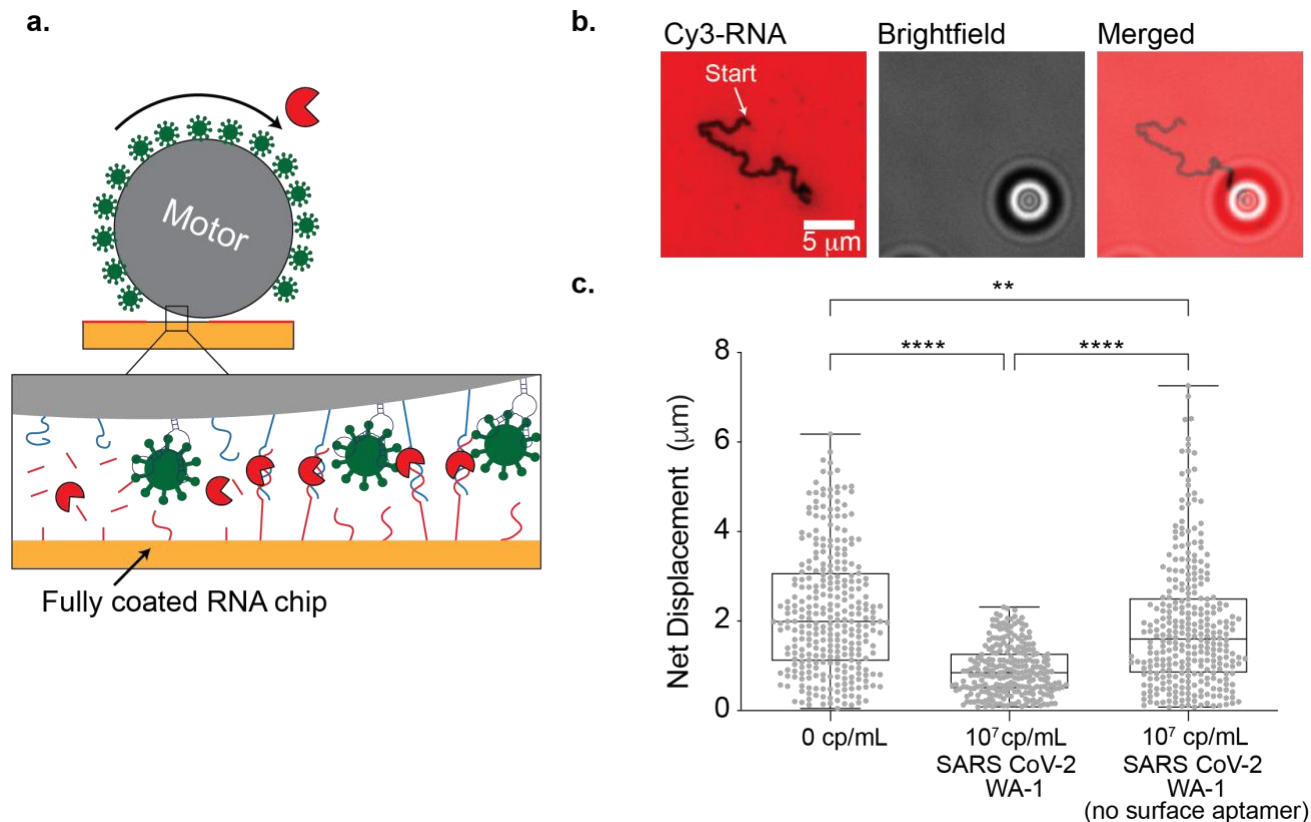 a.
Motor
Fully coated RNA chip
b.
Cy3-RNA
Brightfield
Merged
Start
5 μm
c.
**
****
****
Net Displacement (μm)
8
6
4
2
0
0 cp/mL
10⁷ cp/mL
SARS CoV-2
WA-1
10⁷ cp/mL
SARS CoV-2
WA-1
(no surface aptamer)